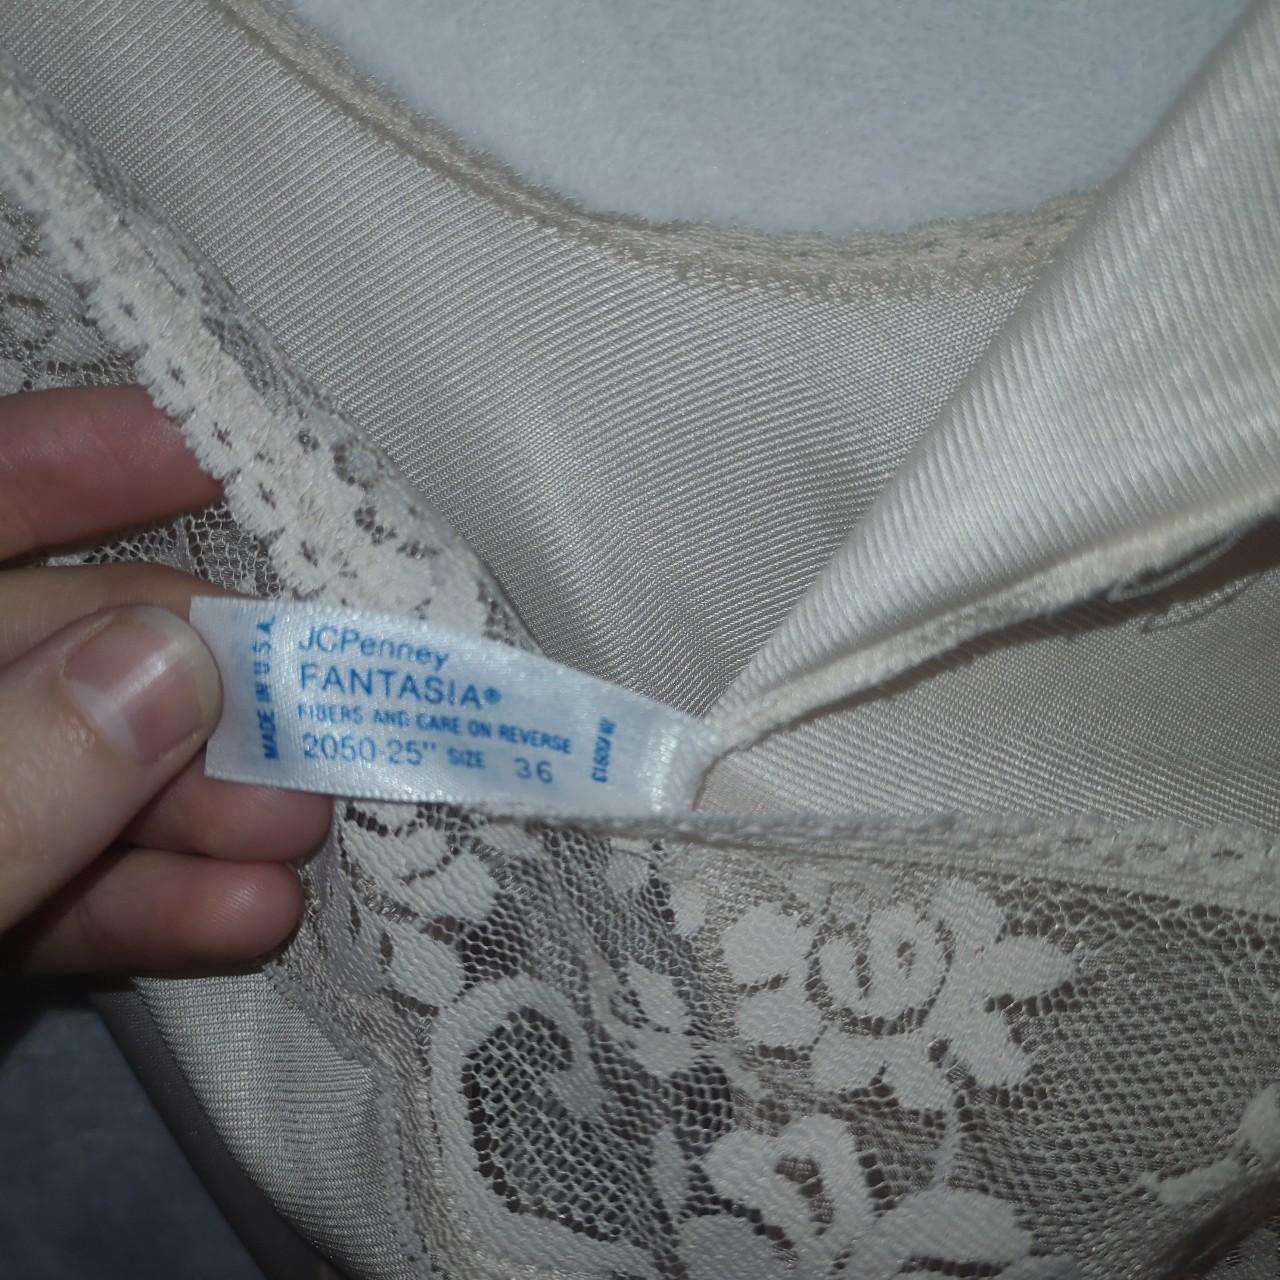 MADE IN U.S.A.
JCPenney
FANTASIA®
FIBERS AND CARE ON REVERSE
2050-25" SIZE 36